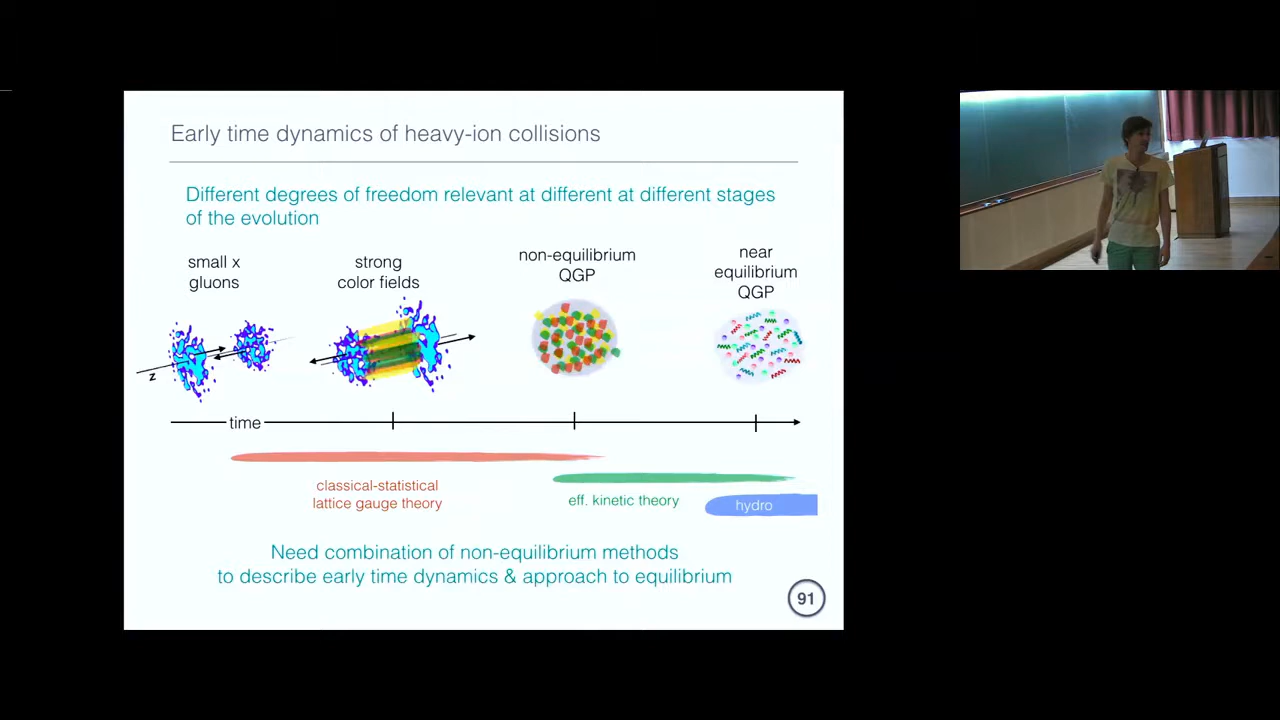 Early time dynamics of heavy-ion collisions
Different degrees of freedom relevant at different at different stages
of the evolution
small x
gluons
strong
color fields
non-equilibrium
QGP
near
equilibrium
QGP
z
time
classical-statistical
lattice gauge theory
eff. kinetic theory
hydro
Need combination of non-equilibrium methods
to describe early time dynamics & approach to equilibrium
91